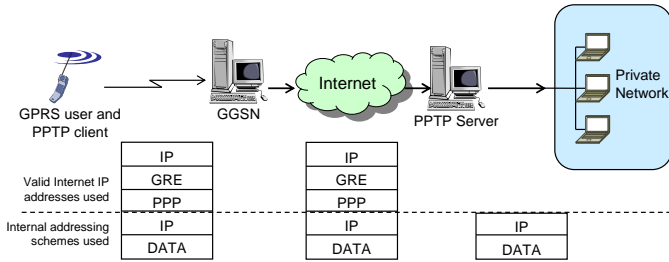 Internet
Private
Network
GPRS user and
PPTP client
GGSN
PPTP Server
Valid Internet IP
addresses used
Internal addressing
schemes used
IP
GRE
PPP
IP
DATA
IP
GRE
PPP
IP
DATA
IP
DATA